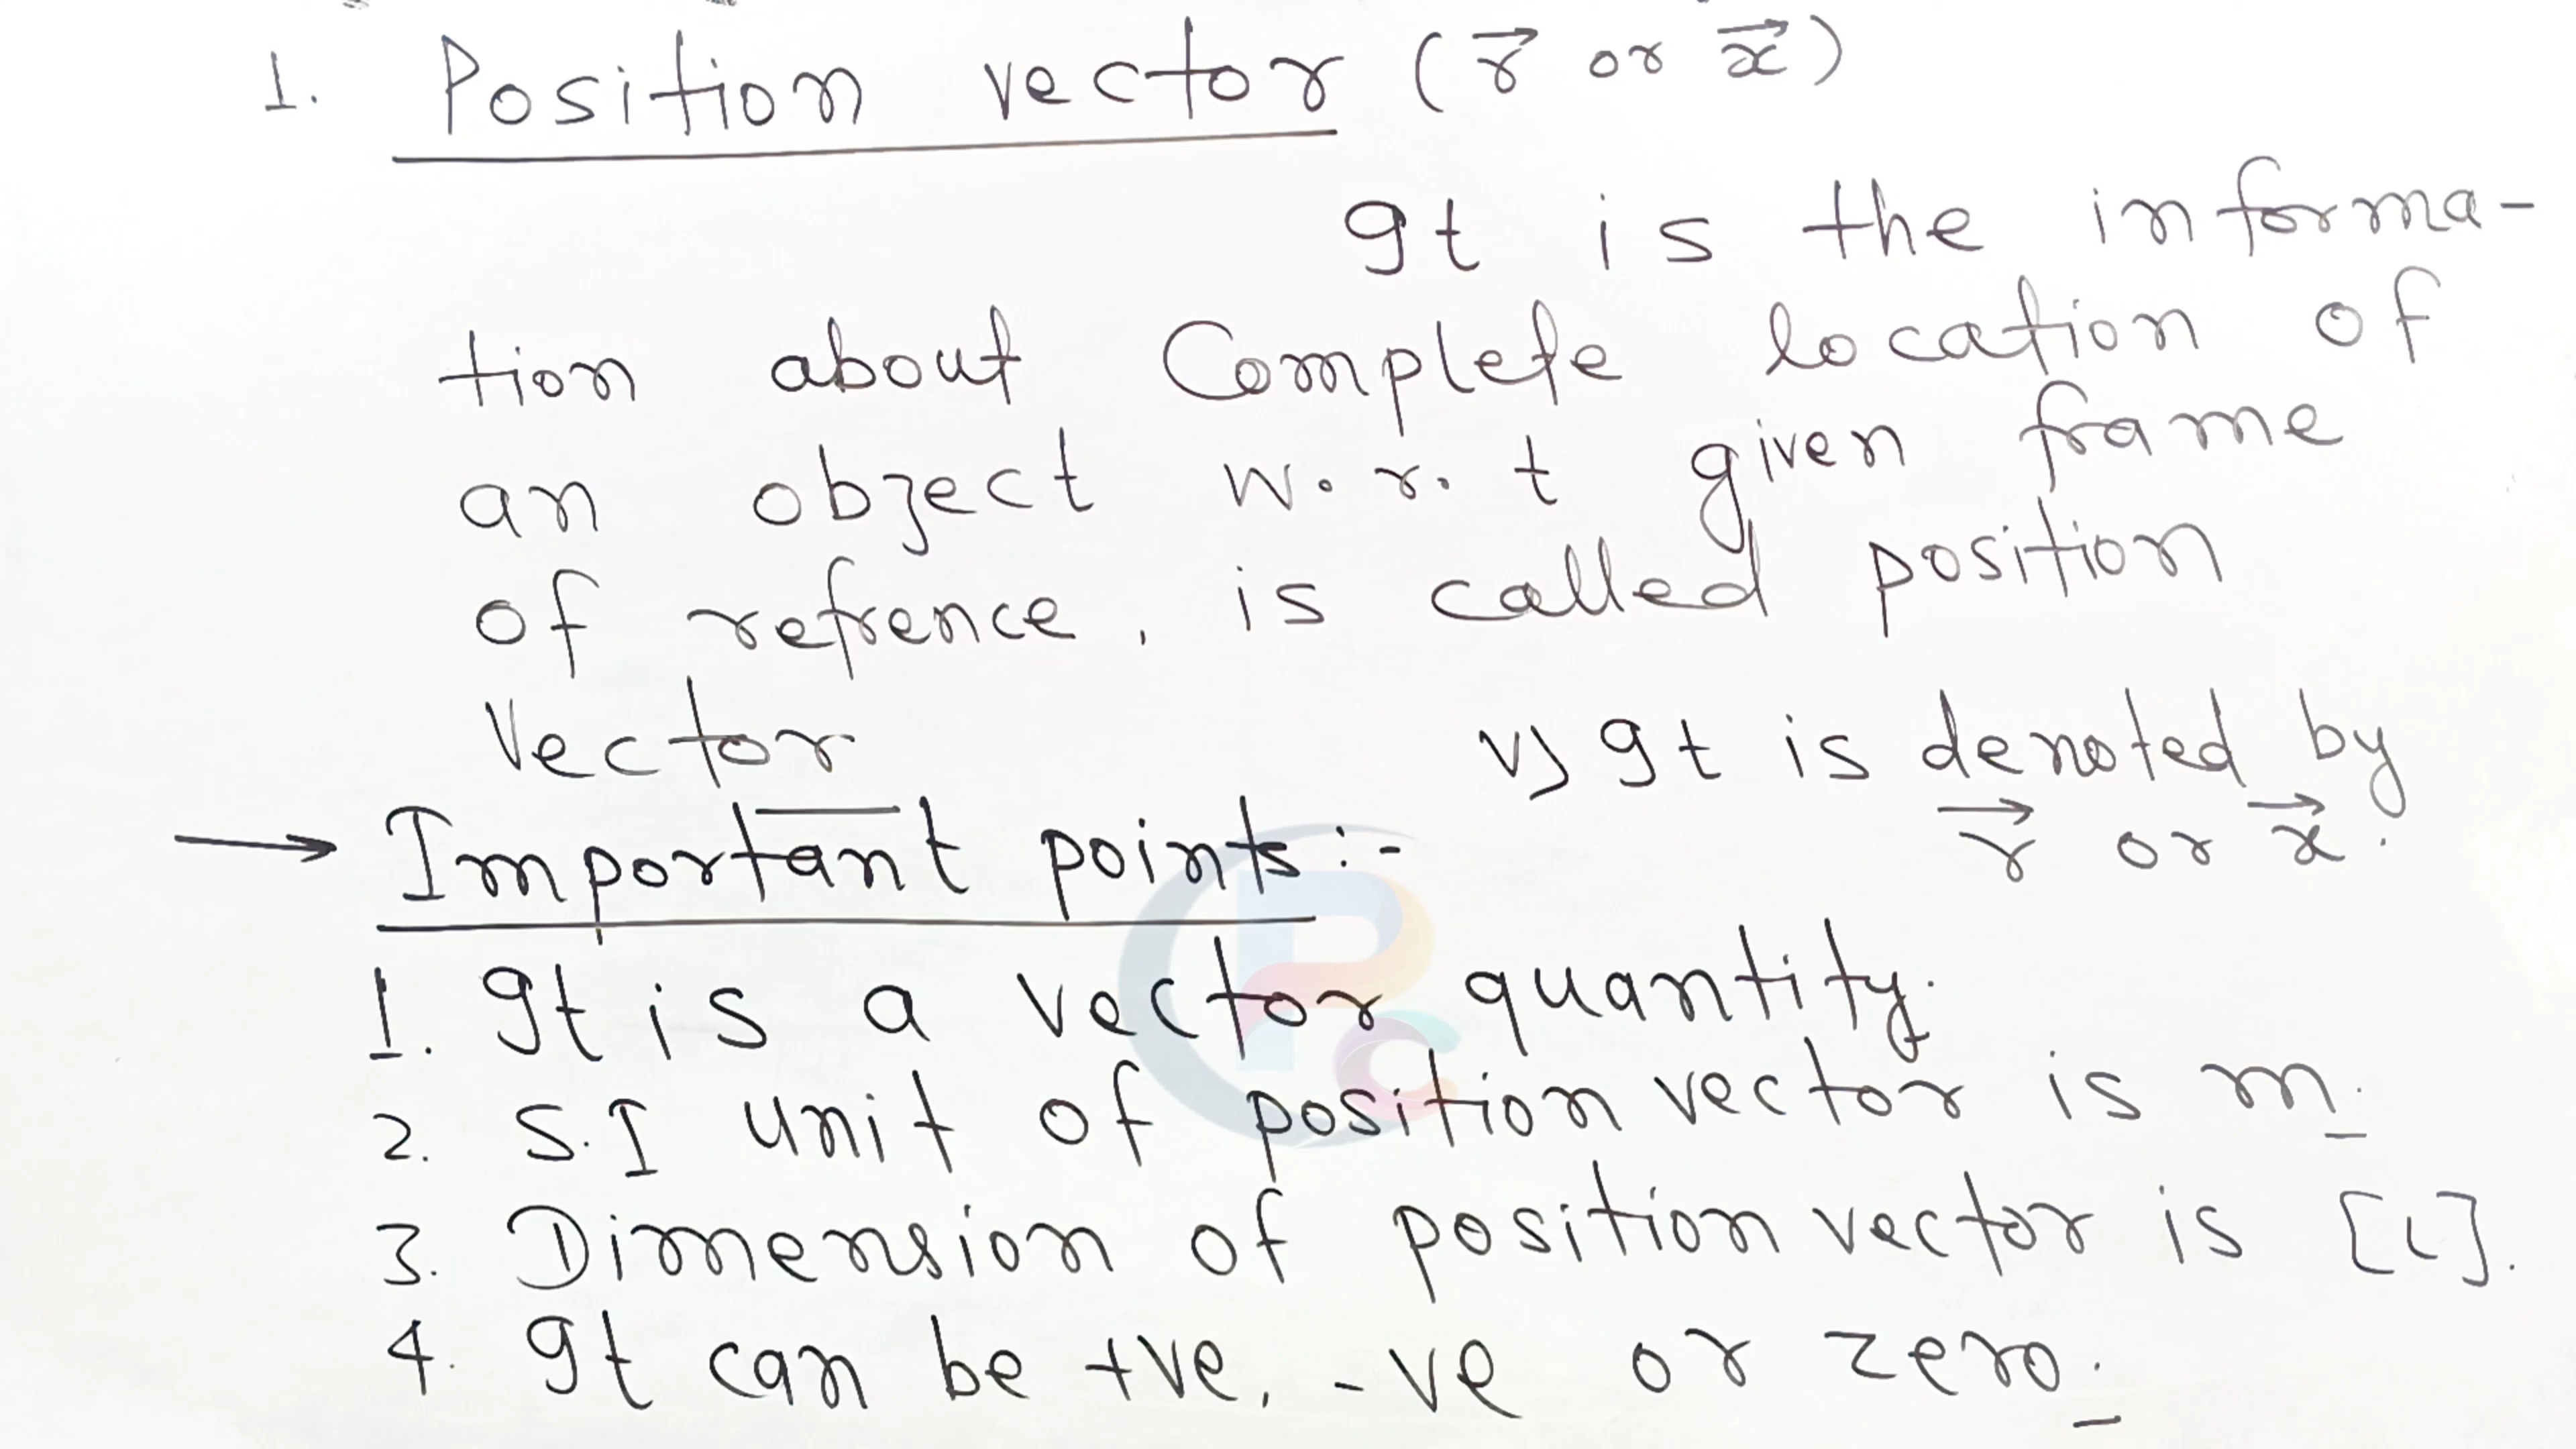 1. Position vector (r⃗ or x⃗)
It is the informa-
tion about Complete location of
an object w.r.t given frame
of refrence, is called position
Vector
v) It is denoted by
r⃗ or x⃗.
→ Important points :-
1. It is a vector quantity.
2. S.I unit of position vector is m.
3. Dimension of position vector is [L].
4. It can be +ve, -ve or zero.